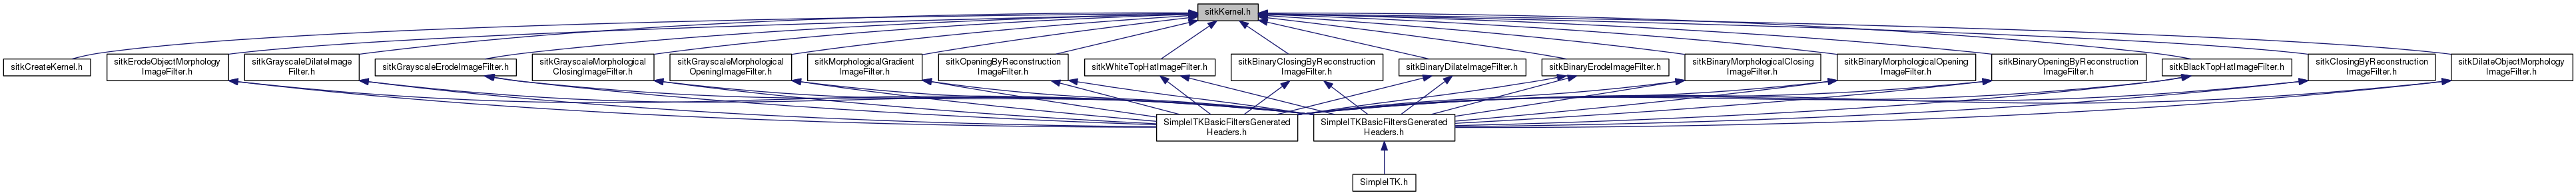 sitkKernel.h
sitkCreateKernel.h
sitkErodeObjectMorphology
ImageFilter.h
sitkGrayscaleDilateImage
Filter.h
sitkGrayscaleErodeImageFilter.h
sitkGrayscaleMorphological
ClosingImageFilter.h
sitkGrayscaleMorphological
OpeningImageFilter.h
sitkMorphologicalGradient
ImageFilter.h
sitkOpeningByReconstruction
ImageFilter.h
sitkWhiteTopHatImageFilter.h
sitkBinaryClosingByReconstruction
ImageFilter.h
sitkBinaryDilateImageFilter.h
sitkBinaryErodeImageFilter.h
sitkBinaryMorphologicalClosing
ImageFilter.h
sitkBinaryMorphologicalOpening
ImageFilter.h
sitkBinaryOpeningByReconstruction
ImageFilter.h
sitkBlackTopHatImageFilter.h
sitkClosingByReconstruction
ImageFilter.h
sitkDilateObjectMorphology
ImageFilter.h
SimpleITKBasicFiltersGenerated
Headers.h
SimpleITKBasicFiltersGenerated
Headers.h
SimpleITK.h